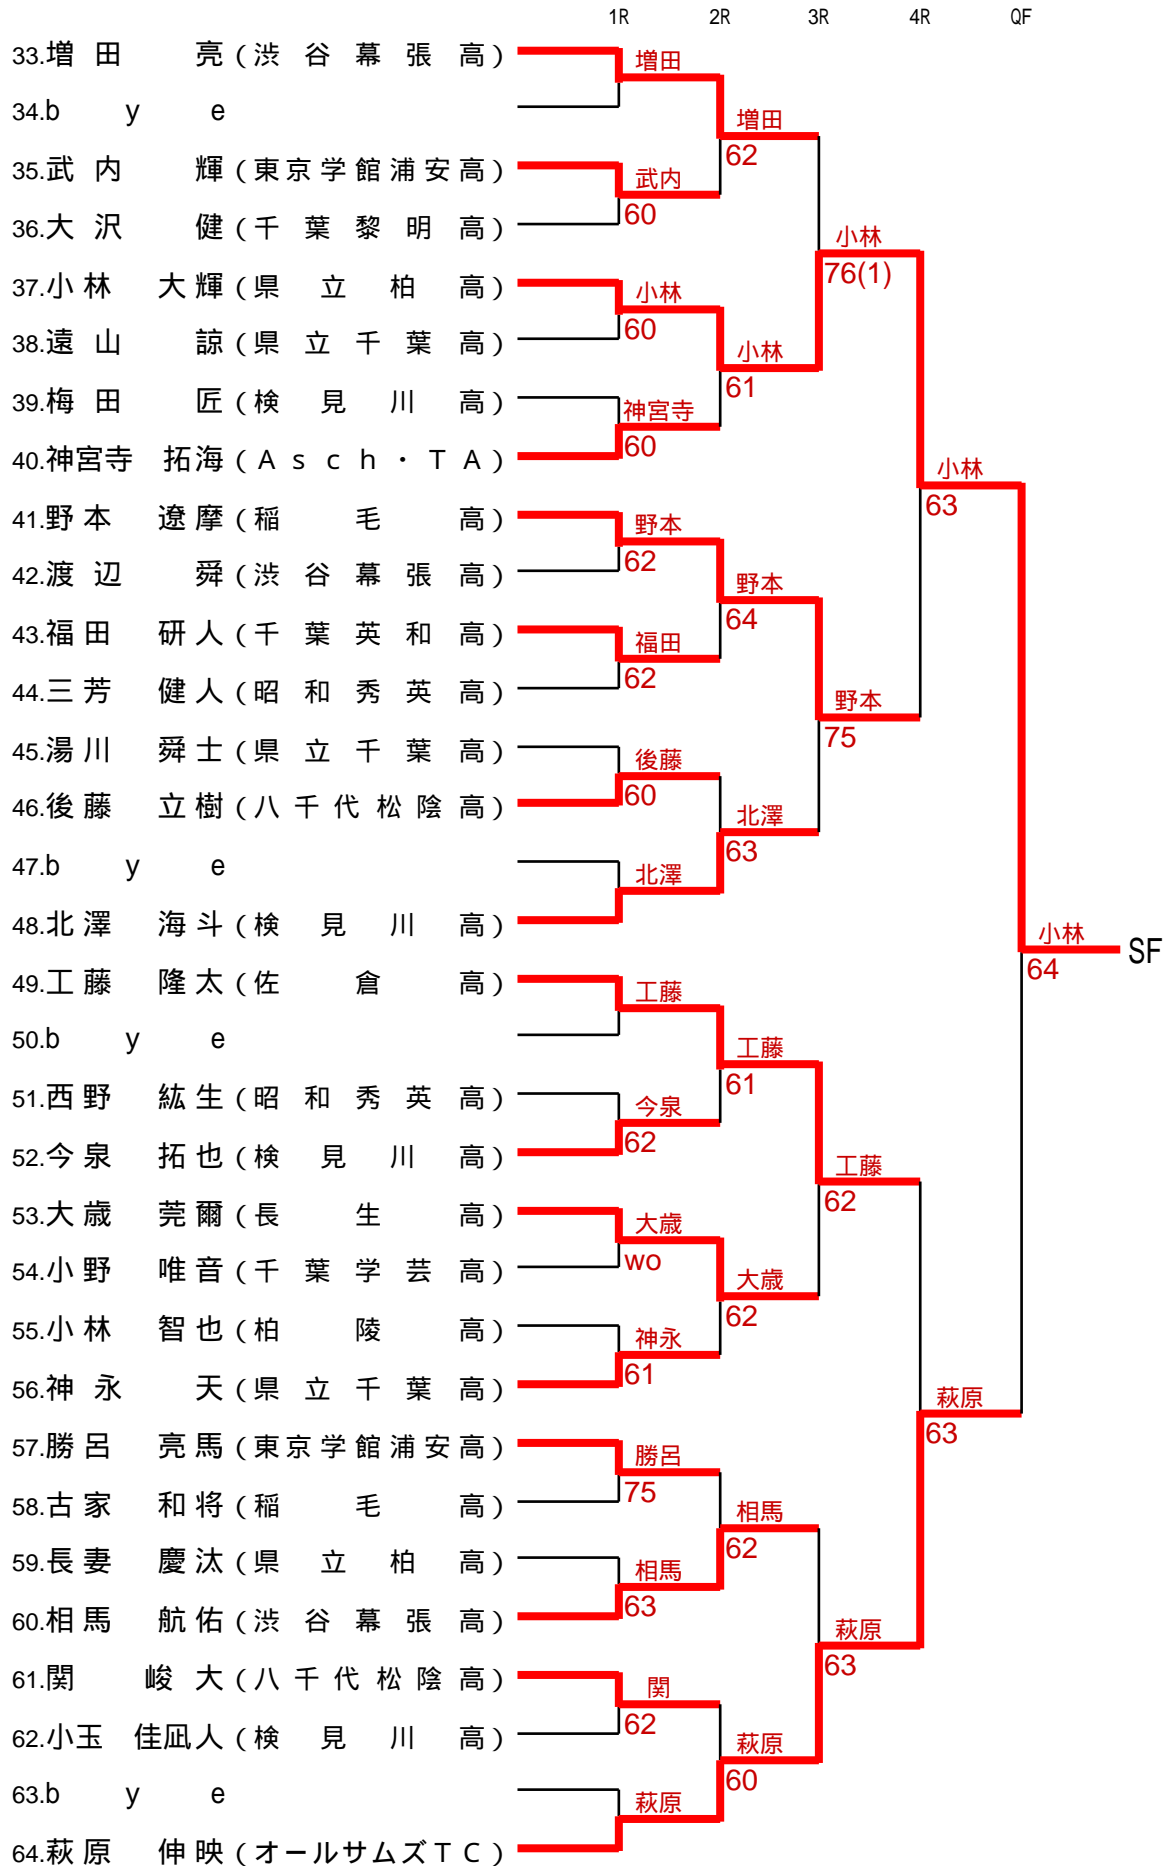 1R 2R 3R 4R QF
33.増田 亮(渋谷幕張高)
増田
34.bye
増田
62
35.武内 輝(東京学館浦安高)
武内
60
36.大沢 健(千葉黎明高)
小林
76(1)
37.小林 大輝(県立柏高)
小林
60
38.遠山 諒(県立千葉高)
小林
61
39.梅田 匠(検見川高)
神宮寺
60
40.神宮寺 拓海(Asch・TA)
小林
63
41.野本 遼摩(稲毛高)
野本
62
42.渡辺 舜(渋谷幕張高)
野本
64
43.福田 研人(千葉英和高)
福田
62
44.三芳 健人(昭和秀英高)
野本
75
45.湯川 舜士(県立千葉高)
後藤
60
46.後藤 立樹(八千代松陰高)
北澤
63
47.bye
北澤
48.北澤 海斗(検見川高)
小林
64
SF
49.工藤 隆太(佐倉高)
工藤
50.bye
工藤
61
51.西野 紘生(昭和秀英高)
今泉
62
52.今泉 拓也(検見川高)
工藤
62
53.大歳 莞爾(長生高)
大歳
wo
54.小野 唯音(千葉学芸高)
大歳
62
55.小林 智也(柏陵高)
神永
61
56.神永 天(県立千葉高)
萩原
63
57.勝呂 亮馬(東京学館浦安高)
勝呂
75
58.古家 和将(稲毛高)
相馬
62
59.長妻 慶汰(県立柏高)
相馬
63
60.相馬 航佑(渋谷幕張高)
萩原
63
61.関 峻大(八千代松陰高)
関
62
62.小玉 佳凪人(検見川高)
萩原
60
63.bye
萩原
64.萩原 伸映(オールサムズTC)